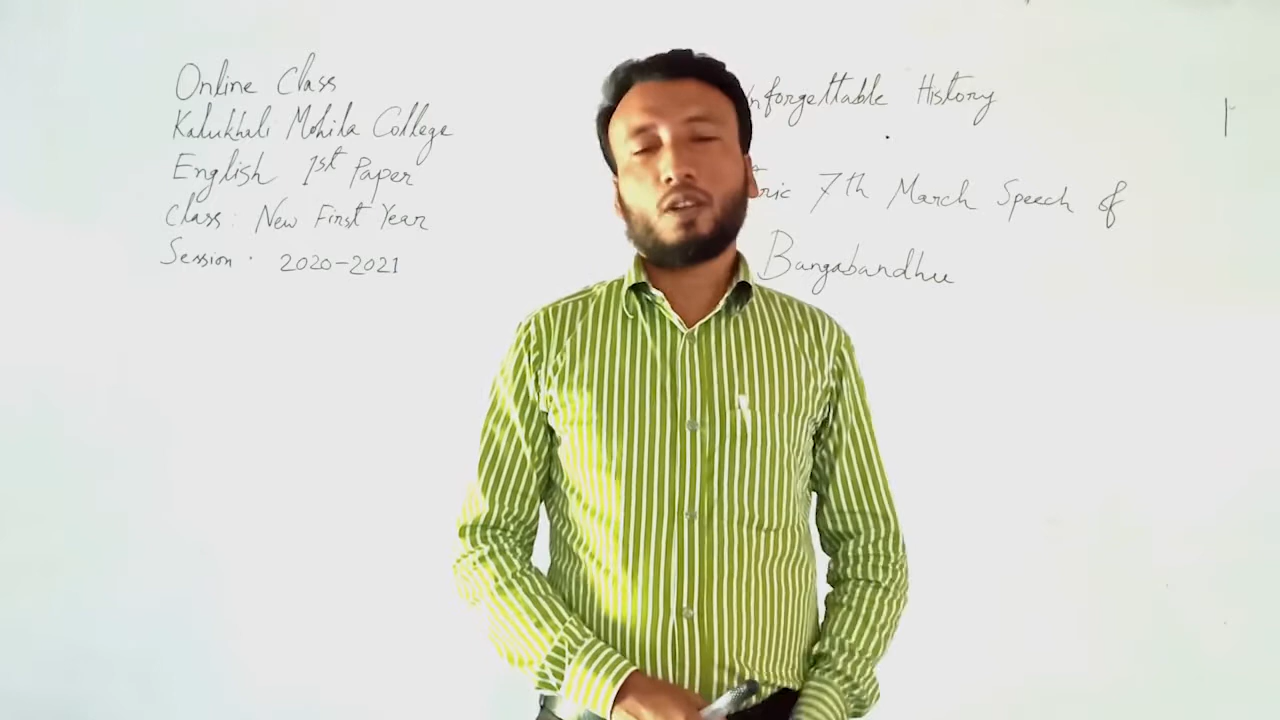 Online Class
Kalukhali Mohila College
English 1st Paper
Class: New First Year
Session: 2020-2021
nforgettable History
ric 7th March Speech of
Bangabandhu